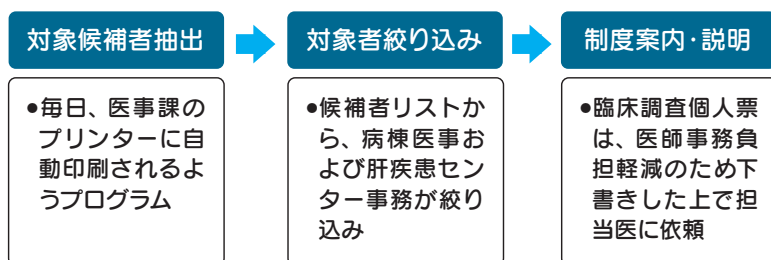 対象候補者抽出
●毎日、医事課の
プリンターに自
動印刷されるよ
うプログラム
対象者絞り込み
●候補者リストか
ら、病棟医事お
よび肝疾患セン
ター事務が絞り
込み
制度案内・説明
●臨床調査個人票
は、医師事務負
担軽減のため下
書きした上で担
当医に依頼